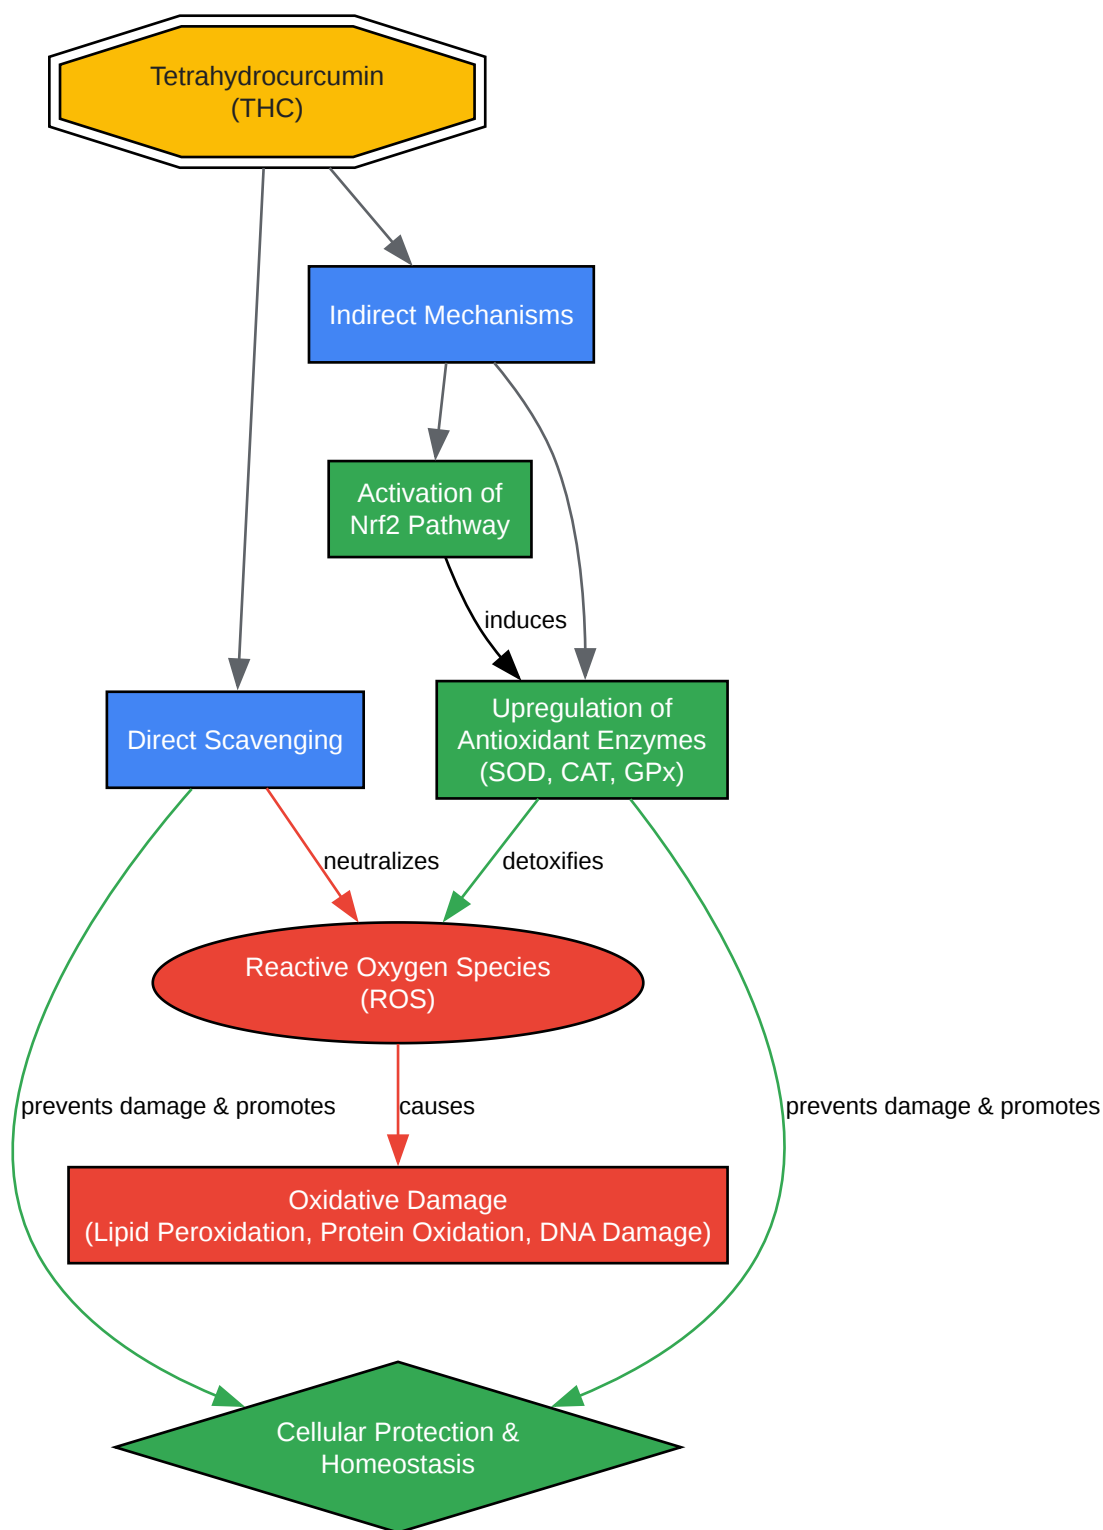 Tetrahydrocurcumin
(THC)
Indirect Mechanisms
Activation of
Nrf2 Pathway
induces
Direct Scavenging
Upregulation of
Antioxidant Enzymes
(SOD, CAT, GPx)
neutralizes
detoxifies
Reactive Oxygen Species
(ROS)
prevents damage & promotes
causes
prevents damage & promotes
Oxidative Damage
(Lipid Peroxidation, Protein Oxidation, DNA Damage)
Cellular Protection &
Homeostasis